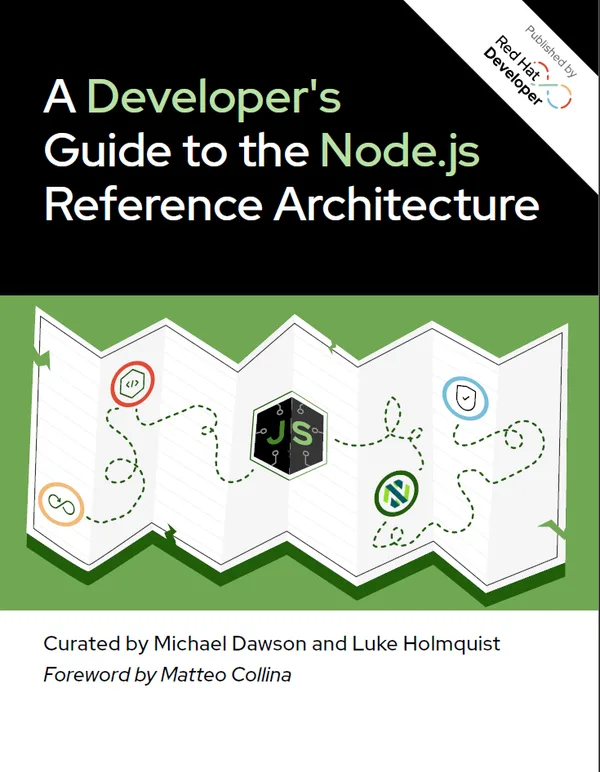 Published by
Red Hat
Developer
A Developer's
Guide to the Node.js
Reference Architecture
</>
JS
Curated by Michael Dawson and Luke Holmquist
Foreword by Matteo Collina